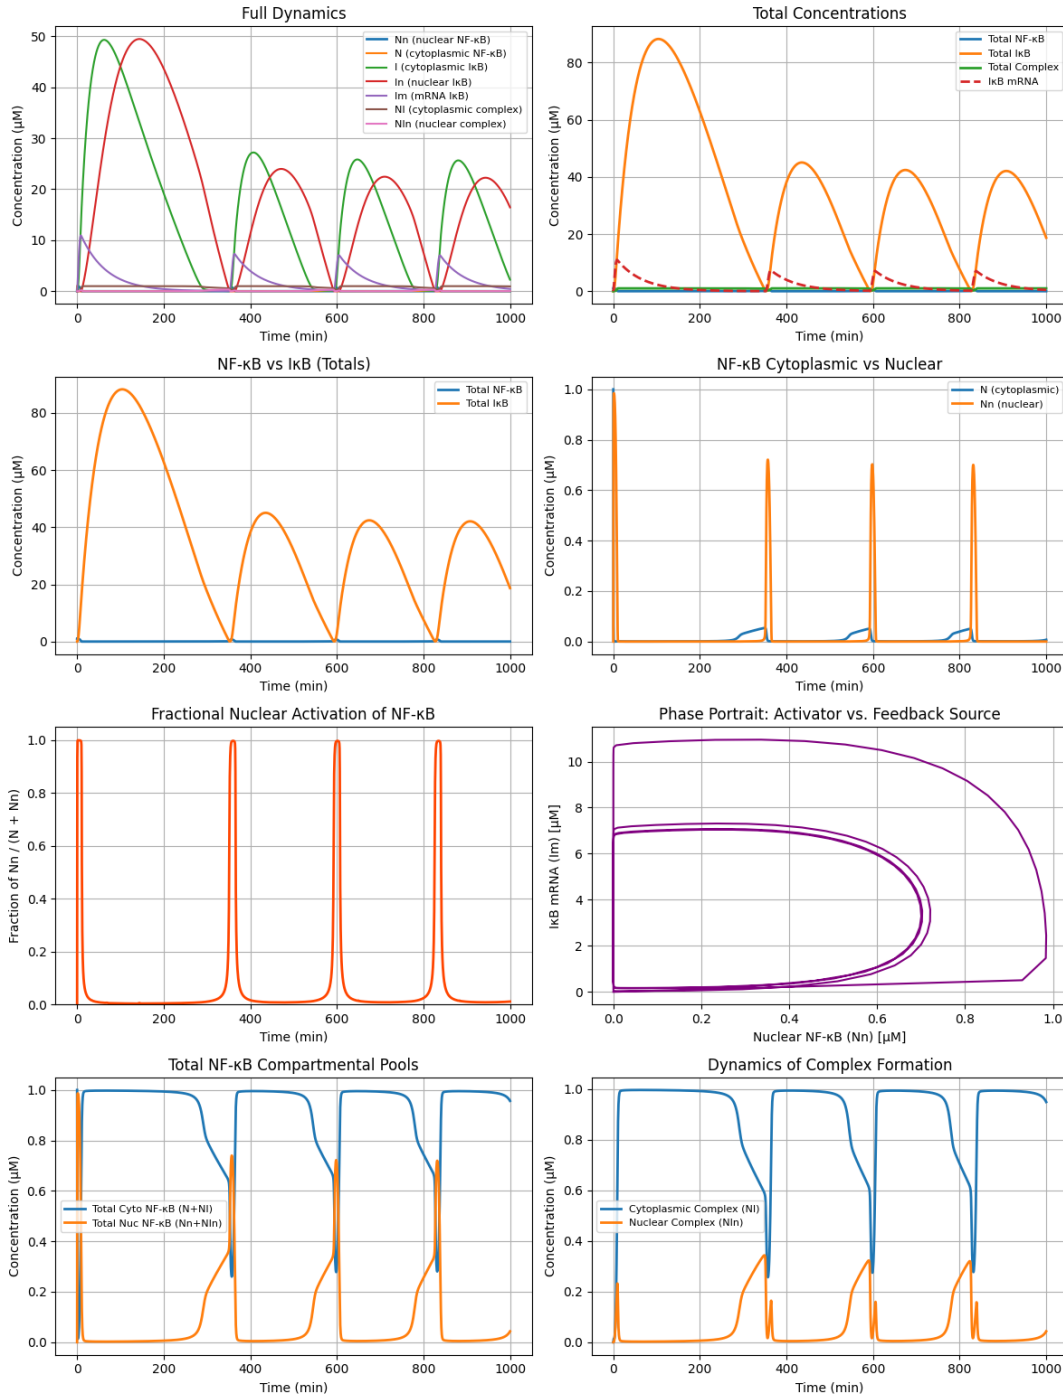 Full Dynamics
Concentration (μM)
50
40
30
20
10
0
0 200 400 600 800 1000
Time (min)
Nn (nuclear NF-κB)
N (cytoplasmic NF-κB)
I (cytoplasmic IκB)
In (nuclear IκB)
Im (mRNA IκB)
NI (cytoplasmic complex)
NIn (nuclear complex)
Total Concentrations
Concentration (μM)
80
60
40
20
0
0 200 400 600 800 1000
Time (min)
Total NF-κB
Total IκB
Total Complex
IκB mRNA
NF-κB vs IκB (Totals)
Concentration (μM)
80
60
40
20
0
0 200 400 600 800 1000
Time (min)
Total NF-κB
Total IκB
NF-κB Cytoplasmic vs Nuclear
Concentration (μM)
1.0
0.8
0.6
0.4
0.2
0.0
0 200 400 600 800 1000
Time (min)
N (cytoplasmic)
Nn (nuclear)
Fractional Nuclear Activation of NF-κB
Fraction of Nn / (N + Nn)
1.0
0.8
0.6
0.4
0.2
0.0
0 200 400 600 800 1000
Time (min)
Phase Portrait: Activator vs. Feedback Source
IκB mRNA (Im) [μM]
10
8
6
4
2
0
0.0 0.2 0.4 0.6 0.8 1.0
Nuclear NF-κB (Nn) [μM]
Total NF-κB Compartmental Pools
Concentration (μM)
1.0
0.8
0.6
0.4
0.2
0.0
0 200 400 600 800 1000
Time (min)
Total Cyto NF-κB (N+NI)
Total Nuc NF-κB (Nn+NIn)
Dynamics of Complex Formation
Concentration (μM)
1.0
0.8
0.6
0.4
0.2
0.0
0 200 400 600 800 1000
Time (min)
Cytoplasmic Complex (NI)
Nuclear Complex (NIn)